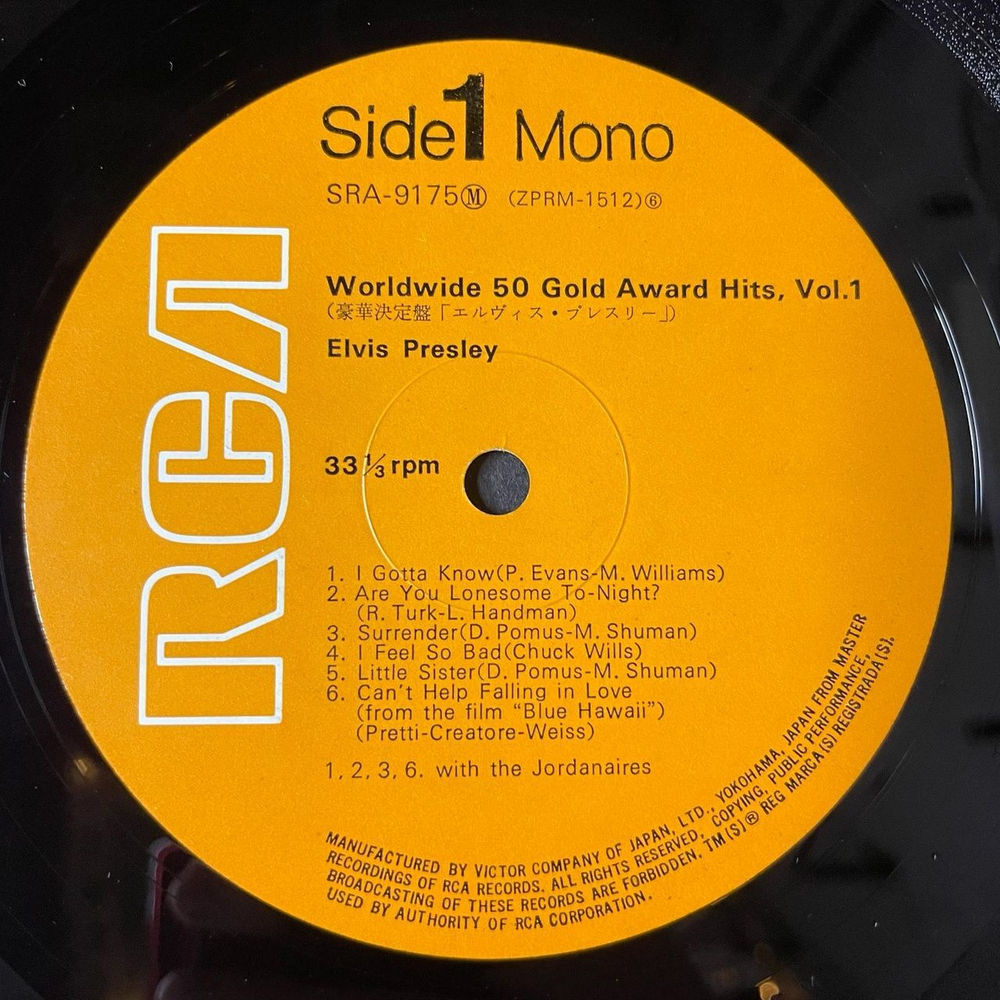 Side 1 Mono
SRA-9175Ⓜ (ZPRM-1512)⑥
Worldwide 50 Gold Award Hits, Vol.1
(豪華決定盤「エルヴィス・プレスリー」)
Elvis Presley
RCA
33 1/3 rpm
1. I Gotta Know(P. Evans-M. Williams)
2. Are You Lonesome To-Night?
(R. Turk-L. Handman)
3. Surrender(D. Pomus-M. Shuman)
4. I Feel So Bad(Chuck Wills)
5. Little Sister(D. Pomus-M. Shuman)
6. Can't Help Falling in Love
(from the film "Blue Hawaii")
(Pretti-Creatore-Weiss)
1, 2, 3, 6. with the Jordanaires
MANUFACTURED BY VICTOR COMPANY OF JAPAN, LTD., YOKOHAMA, JAPAN FROM MASTER
RECORDINGS OF RCA RECORDS. ALL RIGHTS RESERVED, COPYING, PUBLIC PERFORMANCE,
BROADCASTING OF THESE RECORDS ARE FORBIDDEN. TM(S)® REG MARCA(S) REGISTRADA(S).
USED BY AUTHORITY OF RCA CORPORATION.